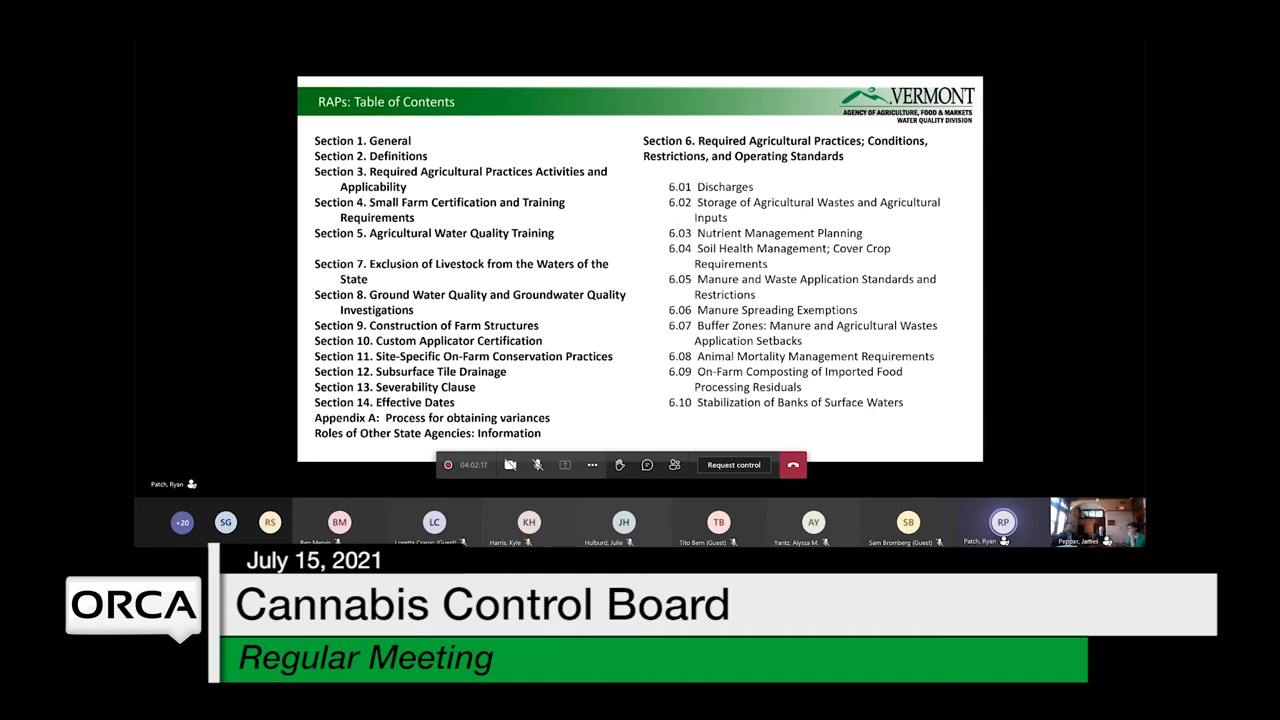 RAPs: Table of Contents
VERMONT
AGENCY OF AGRICULTURE, FOOD & MARKETS
WATER QUALITY DIVISION
Section 1. General
Section 2. Definitions
Section 3. Required Agricultural Practices Activities and
Applicability
Section 4. Small Farm Certification and Training
Requirements
Section 5. Agricultural Water Quality Training
Section 7. Exclusion of Livestock from the Waters of the
State
Section 8. Ground Water Quality and Groundwater Quality
Investigations
Section 9. Construction of Farm Structures
Section 10. Custom Applicator Certification
Section 11. Site-Specific On-Farm Conservation Practices
Section 12. Subsurface Tile Drainage
Section 13. Severability Clause
Section 14. Effective Dates
Appendix A: Process for obtaining variances
Roles of Other State Agencies: Information
Section 6. Required Agricultural Practices; Conditions,
Restrictions, and Operating Standards
6.01 Discharges
6.02 Storage of Agricultural Wastes and Agricultural
Inputs
6.03 Nutrient Management Planning
6.04 Soil Health Management; Cover Crop
Requirements
6.05 Manure and Waste Application Standards and
Restrictions
6.06 Manure Spreading Exemptions
6.07 Buffer Zones: Manure and Agricultural Wastes
Application Setbacks
6.08 Animal Mortality Management Requirements
6.09 On-Farm Composting of Imported Food
Processing Residuals
6.10 Stabilization of Banks of Surface Waters
04:02:17
Request control
Patch, Ryan
+20 SG RS BM LC KH JH TB AY SB RP
Ben Mervis Loretta Cragin (Guest) Harris, Kyle Hulburd, Julie Tito Bern (Guest) Yantz, Alyssa M. Sam Bromberg (Guest) Patch, Ryan Pepper, James
July 15, 2021
ORCA
Cannabis Control Board
Regular Meeting